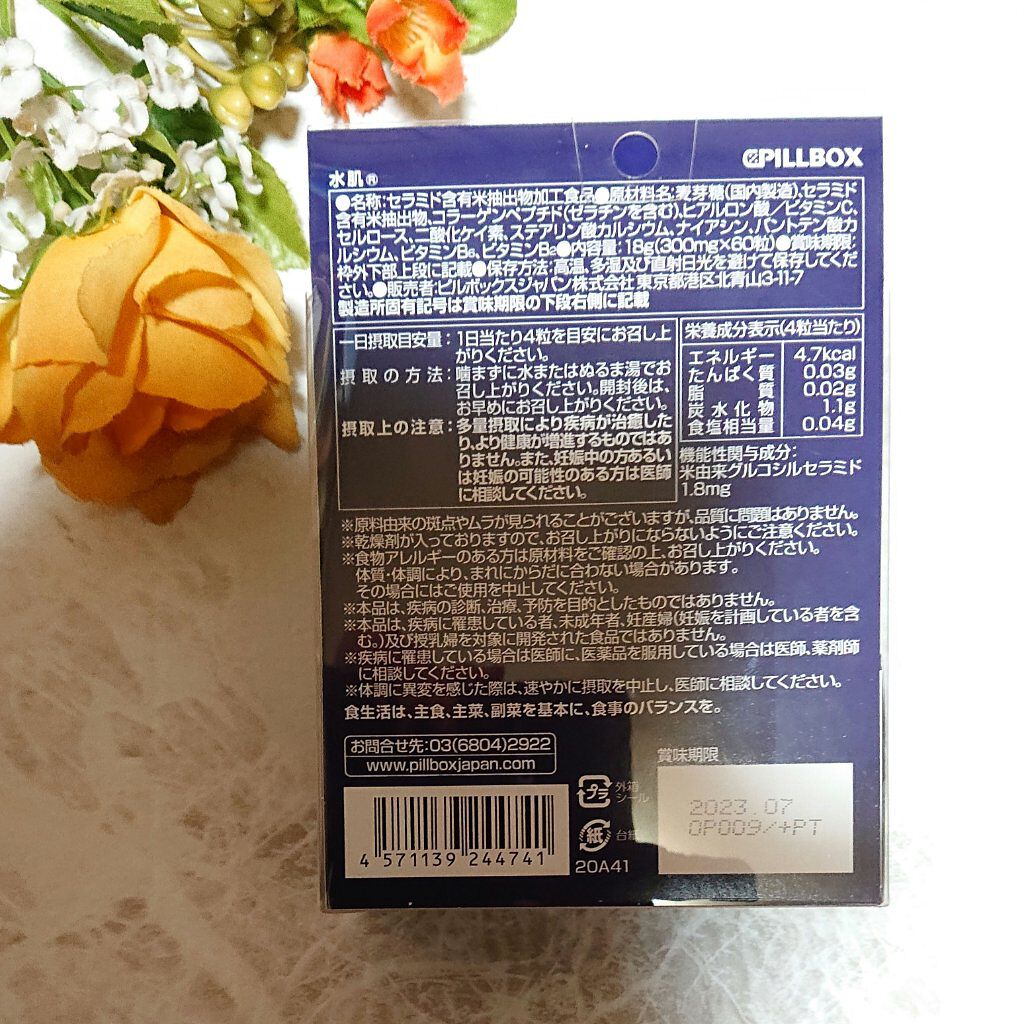 PILLBOX
水肌®
●名称:セラミド含有米抽出物加工食品●原材料名:麦芽糖(国内製造)、セラミド
含有米抽出物、コラーゲンペプチド(ゼラチンを含む)、ヒアルロン酸/ビタミンC、
セルロース、二酸化ケイ素、ステアリン酸カルシウム、ナイアシン、パントテン酸カ
ルシウム、ビタミンB₆、ビタミンB₂●内容量:18g(300mg×60粒)●賞味期限:
枠外下部上段に記載●保存方法:高温、多湿及び直射日光を避けて保存してくだ
さい。●販売者:ピルボックスジャパン株式会社 東京都港区北青山3-11-7
製造所固有記号は賞味期限の下段右側に記載
一日摂取目安量:1日当たり4粒を目安にお召し上
がりください。
摂取の方法:噛まずに水またはぬるま湯でお
召し上がりください。開封後は、
お早めにお召し上がりください。
摂取上の注意:多量摂取により疾病が治癒した
り、より健康が増進するものではあ
りません。また、妊娠中の方あるい
は妊娠の可能性のある方は医師
に相談してください。
栄養成分表示(4粒当たり)
エネルギー 4.7kcal
たんぱく質 0.03g
脂質 0.02g
炭水化物 1.1g
食塩相当量 0.04g
機能性関与成分:
米由来グルコシルセラミド
1.8mg
※原料由来の斑点やムラが見られることがございますが、品質に問題はありません。
※乾燥剤が入っておりますので、お召し上がりにならないようにご注意ください。
※食物アレルギーのある方は原材料をご確認の上、お召し上がりください。
体質・体調により、まれにからだに合わない場合があります。
その場合にはご使用を中止してください。
※本品は、疾病の診断、治療、予防を目的としたものではありません。
※本品は、疾病に罹患している者、未成年者、妊産婦(妊娠を計画している者を含
む。)及び授乳婦を対象に開発された食品ではありません。
※疾病に罹患している場合は医師に、医薬品を服用している場合は医師、薬剤師
に相談してください。
※体調に異変を感じた際は、速やかに摂取を中止し、医師に相談してください。
食生活は、主食、主菜、副菜を基本に、食事のバランスを。
お問合せ先:03(6804)2922
www.pillboxjapan.com
4 571139 244741
プラ
外箱
シール
紙
台紙
20A41
賞味期限
2023.07
0P009/+PT